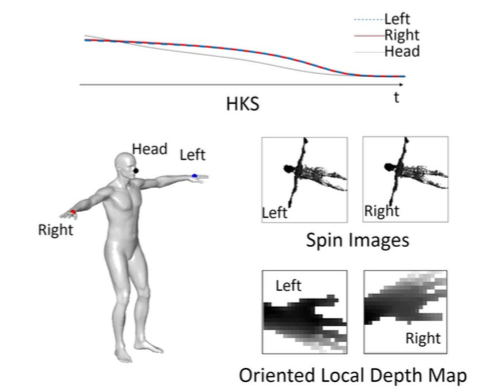 Left
Right
Head
t
HKS
Head
Left
Right
Left
Right
Spin Images
Left
Right
Oriented Local Depth Map